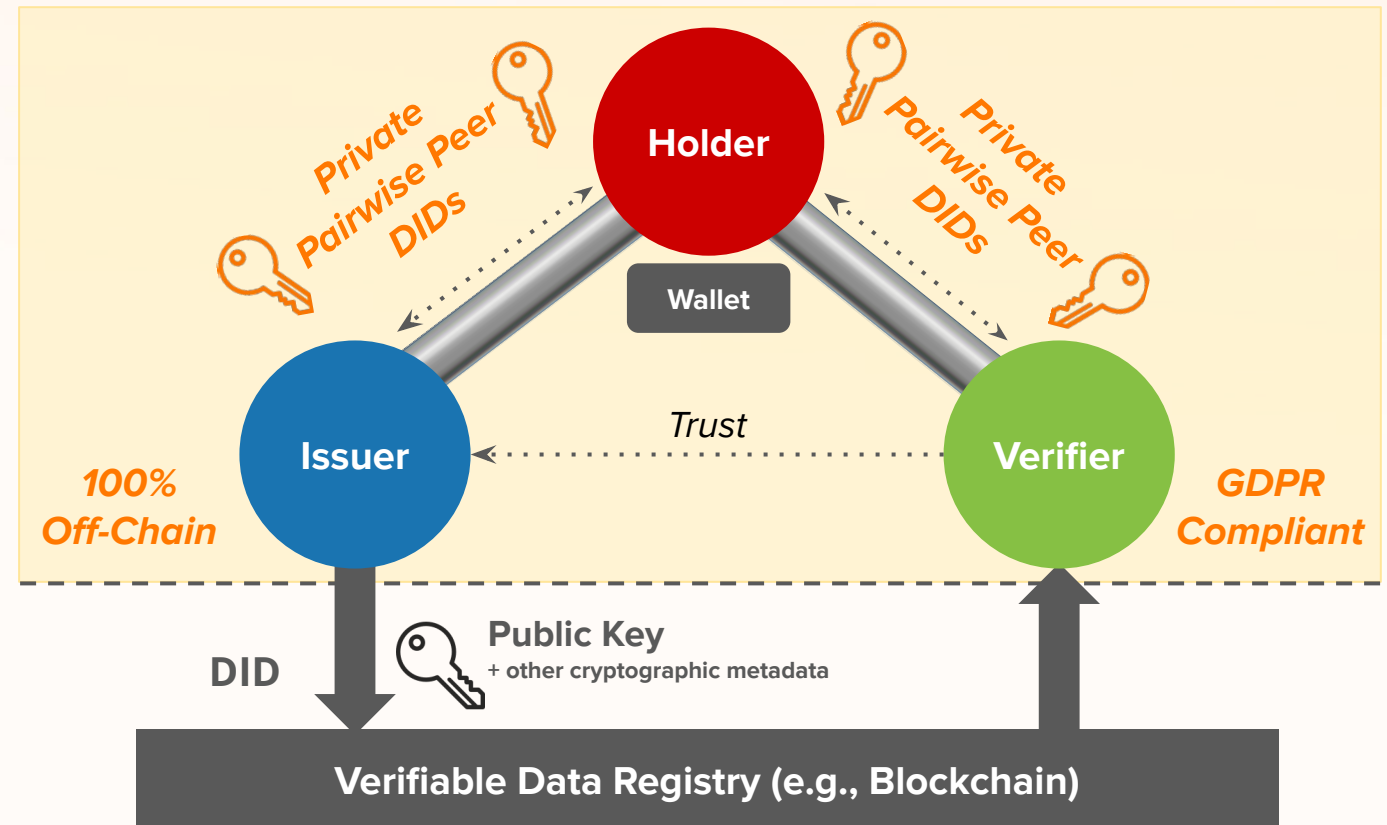 Holder
Private
Pairwise Peer
DIDs
Private
Pairwise Peer
DIDs
Wallet
Trust
Issuer
Verifier
100%
Off-Chain
GDPR
Compliant
DID
Public Key
+ other cryptographic metadata
Verifiable Data Registry (e.g., Blockchain)